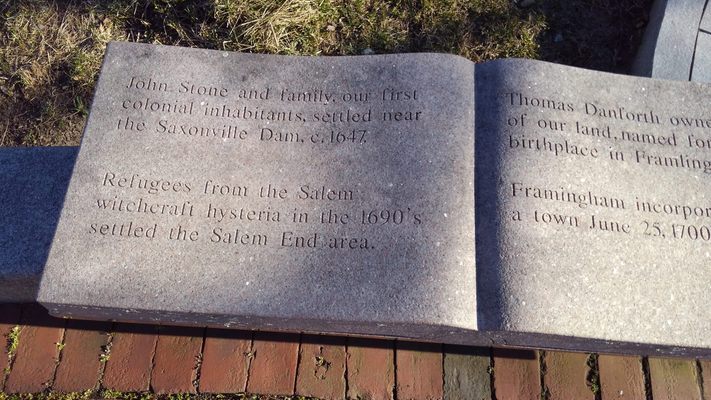 John Stone and family, our first
colonial inhabitants, settled near
the Saxonville Dam, c. 1647.
Refugees from the Salem
witchcraft hysteria in the 1690's
settled the Salem End area.
Thomas Danforth owne
of our land, named fo
birthplace in Framling
Framingham incorpor
a town June 25, 1700